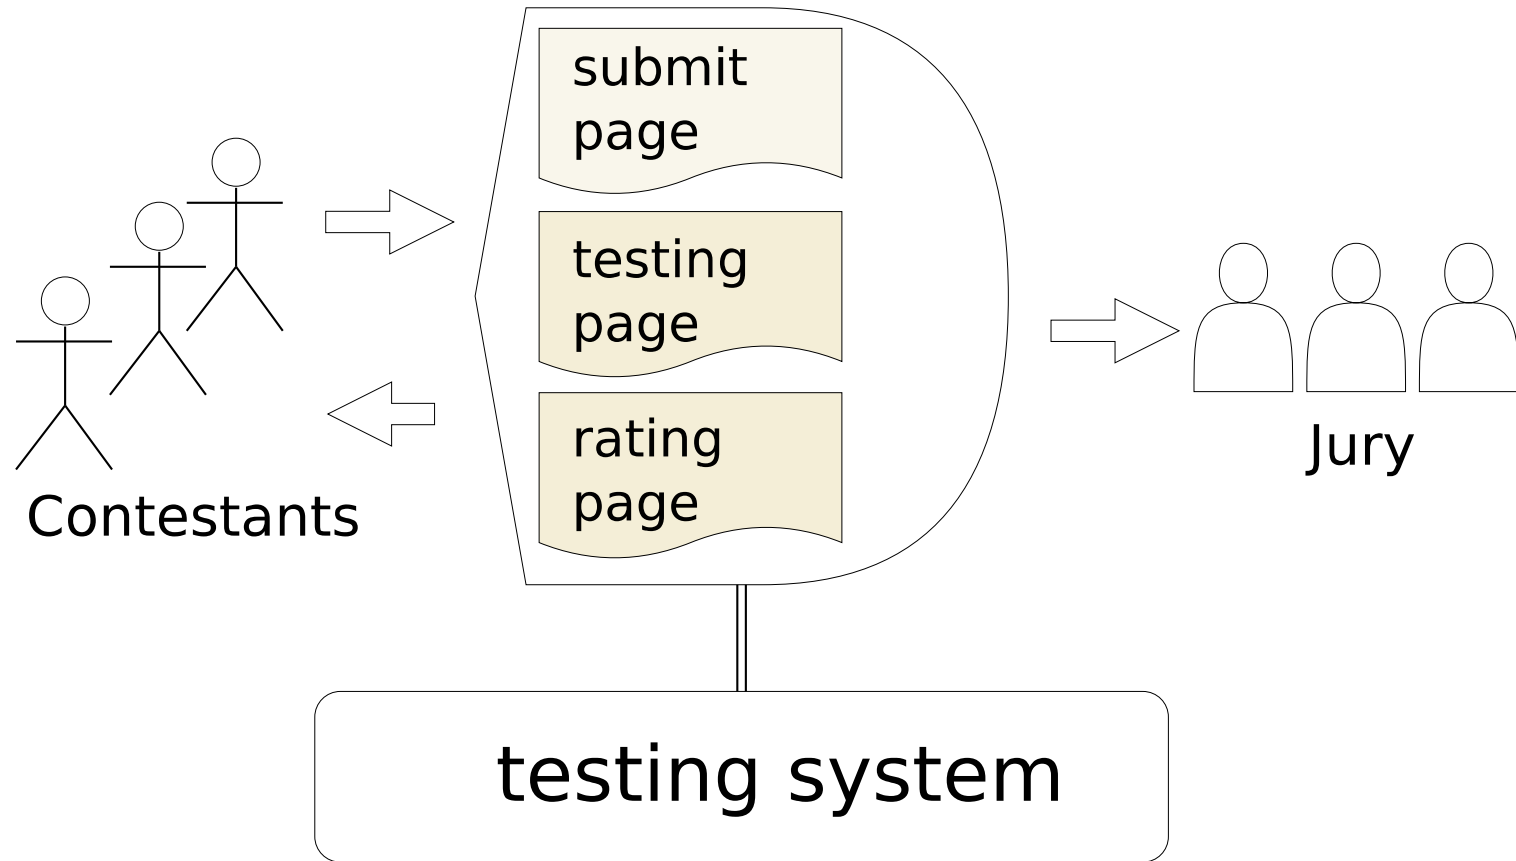 submit
page
testing
page
rating
page
Contestants
Jury
testing system